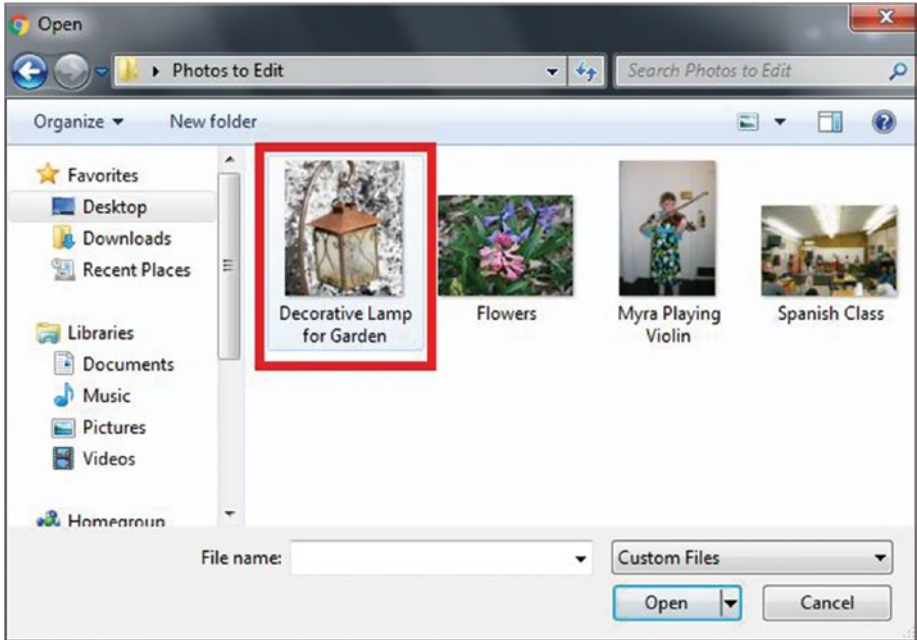 Open
Photos to Edit
Search Photos to Edit
Organize
New folder
Favorites
Desktop
Downloads
Recent Places
Libraries
Documents
Music
Pictures
Videos
Homegroup
Decorative Lamp
for Garden
Flowers
Myra Playing
Violin
Spanish Class
File name:
Custom Files
Open
Cancel